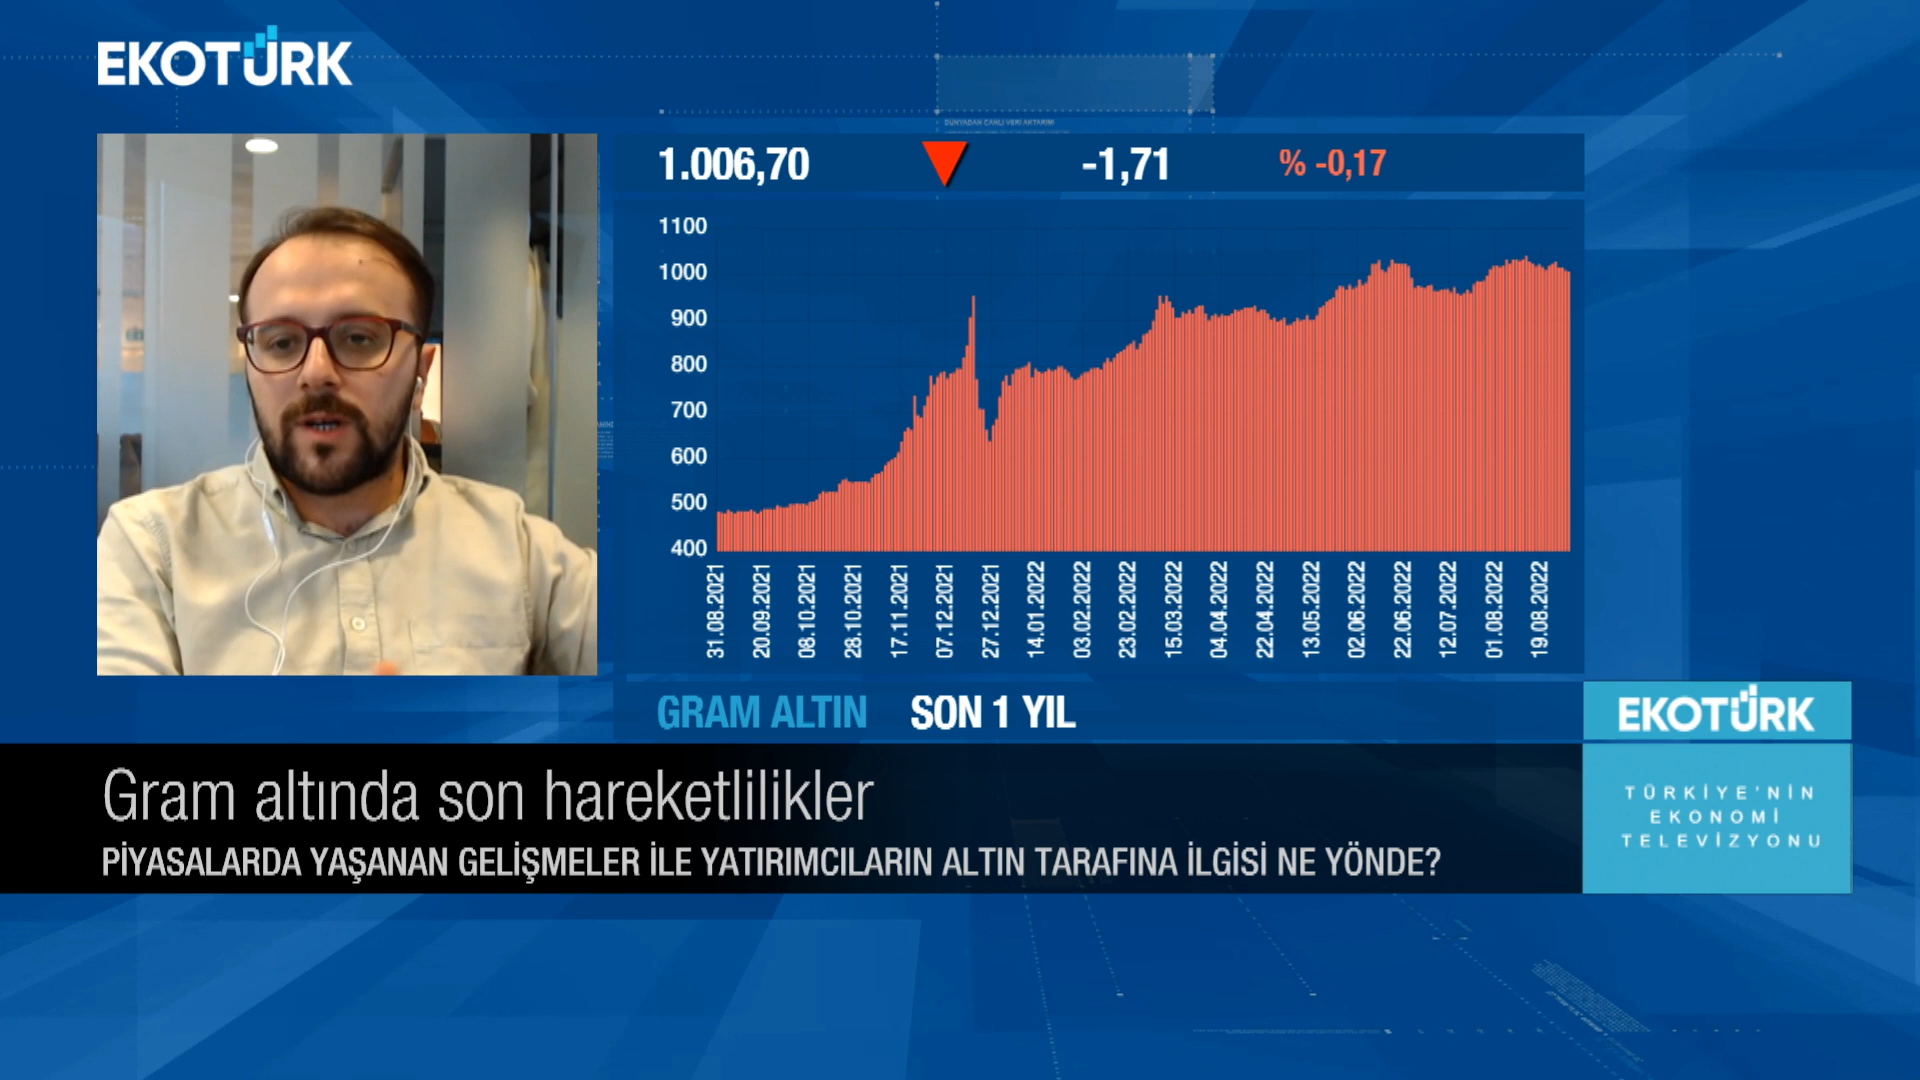 EKOTÜRK
DÜNYADAN CANLI VERİ AKTARIMI
1.006,70 -1,71 % -0,17
1100
1000
900
800
700
600
500
400
31.08.2021
20.09.2021
08.10.2021
28.10.2021
17.11.2021
07.12.2021
27.12.2021
14.01.2022
03.02.2022
23.02.2022
15.03.2022
04.04.2022
22.04.2022
13.05.2022
02.06.2022
22.06.2022
12.07.2022
01.08.2022
19.08.2022
GRAM ALTIN SON 1 YIL
EKOTÜRK
Gram altında son hareketlilikler
PİYASALARDA YAŞANAN GELİŞMELER İLE YATIRIMCILARIN ALTIN TARAFINA İLGİSİ NE YÖNDE?
TÜRKİYE'NİN
EKONOMİ
TELEVİZYONU